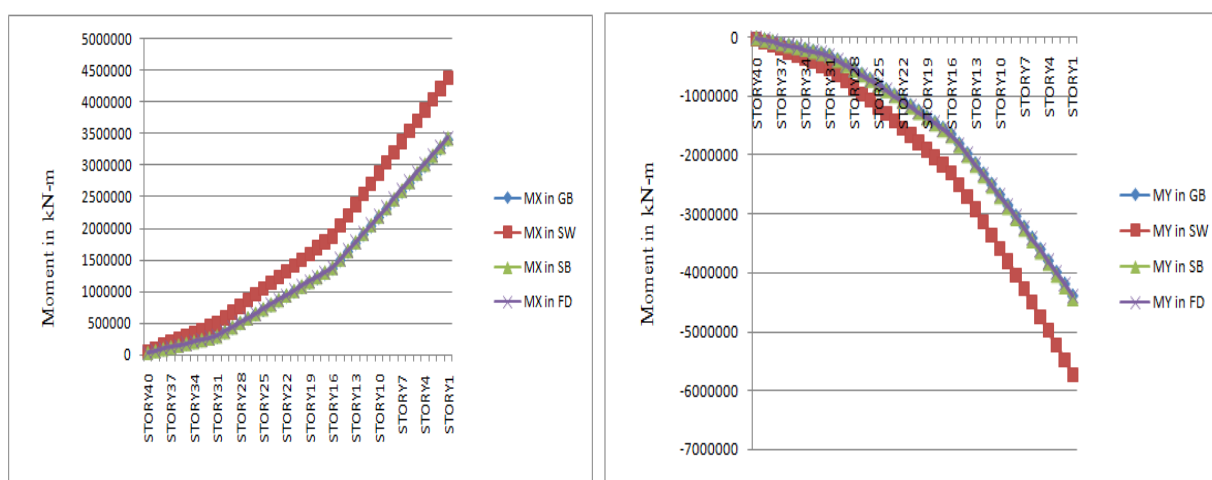 Moment in kN-m
5000000
4500000
4000000
3500000
3000000
2500000
2000000
1500000
1000000
500000
0
STORY40
STORY37
STORY34
STORY31
STORY28
STORY25
STORY22
STORY19
STORY16
STORY13
STORY10
STORY7
STORY4
STORY1
MX in GB
MX in SW
MX in SB
MX in FD
Moment in kN-m
0
-1000000
-2000000
-3000000
-4000000
-5000000
-6000000
-7000000
STORY40
STORY37
STORY34
STORY31
STORY28
STORY25
STORY22
STORY19
STORY16
STORY13
STORY10
STORY7
STORY4
STORY1
MY in GB
MY in SW
MY in SB
MY in FD